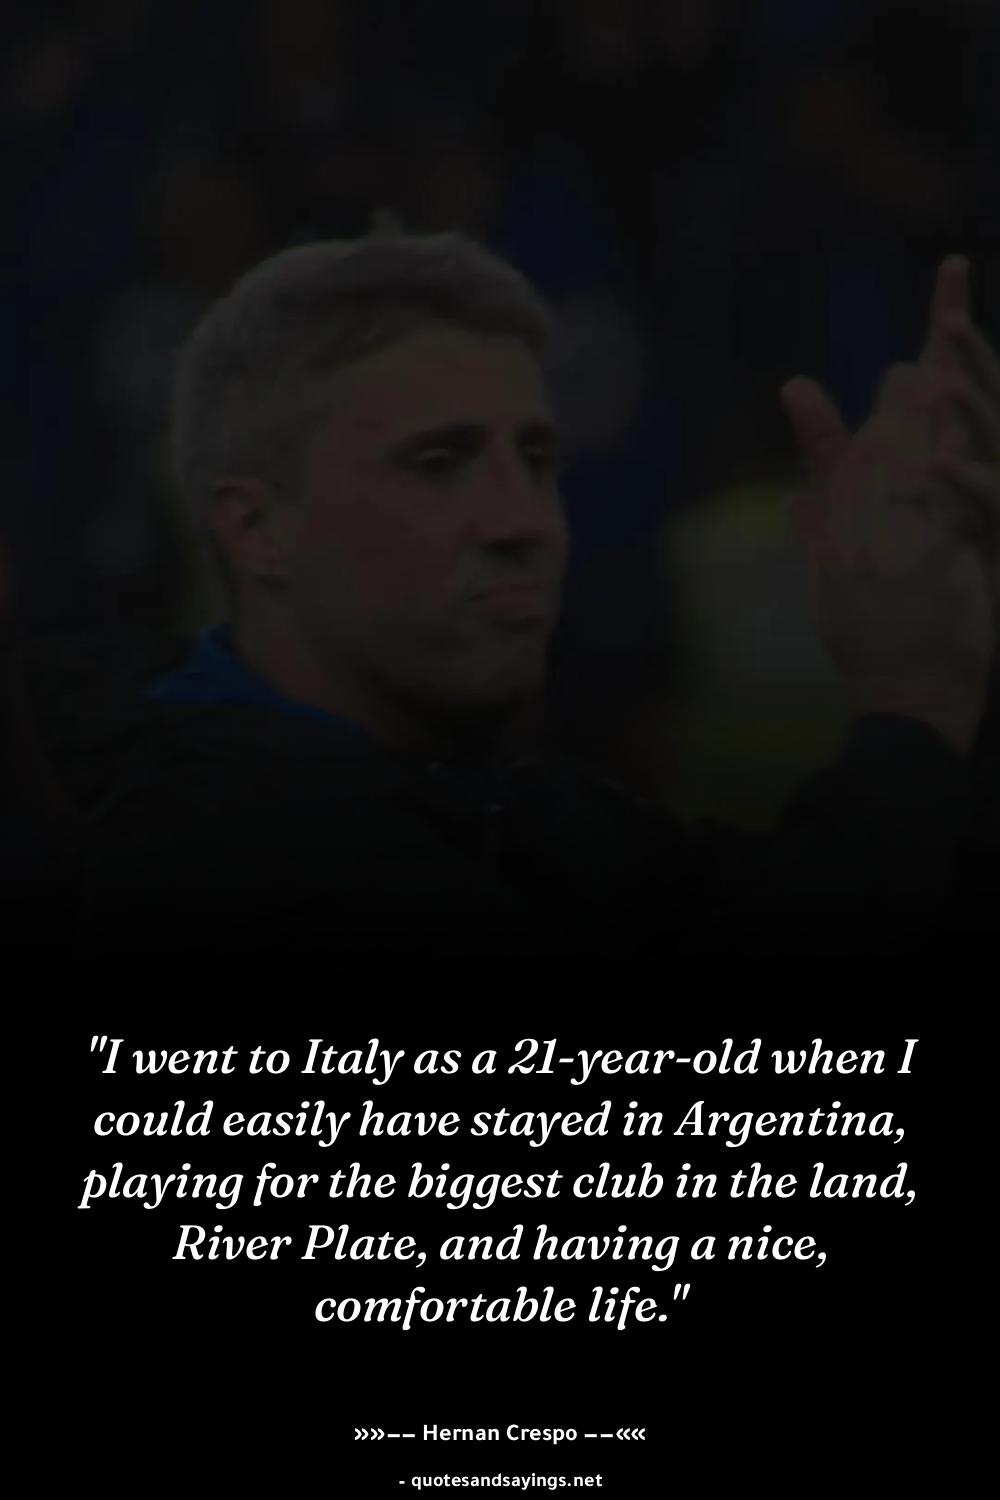 "I went to Italy as a 21-year-old when I
could easily have stayed in Argentina,
playing for the biggest club in the land,
River Plate, and having a nice,
comfortable life."
»»−− Hernan Crespo −−««
- quotesandsayings.net